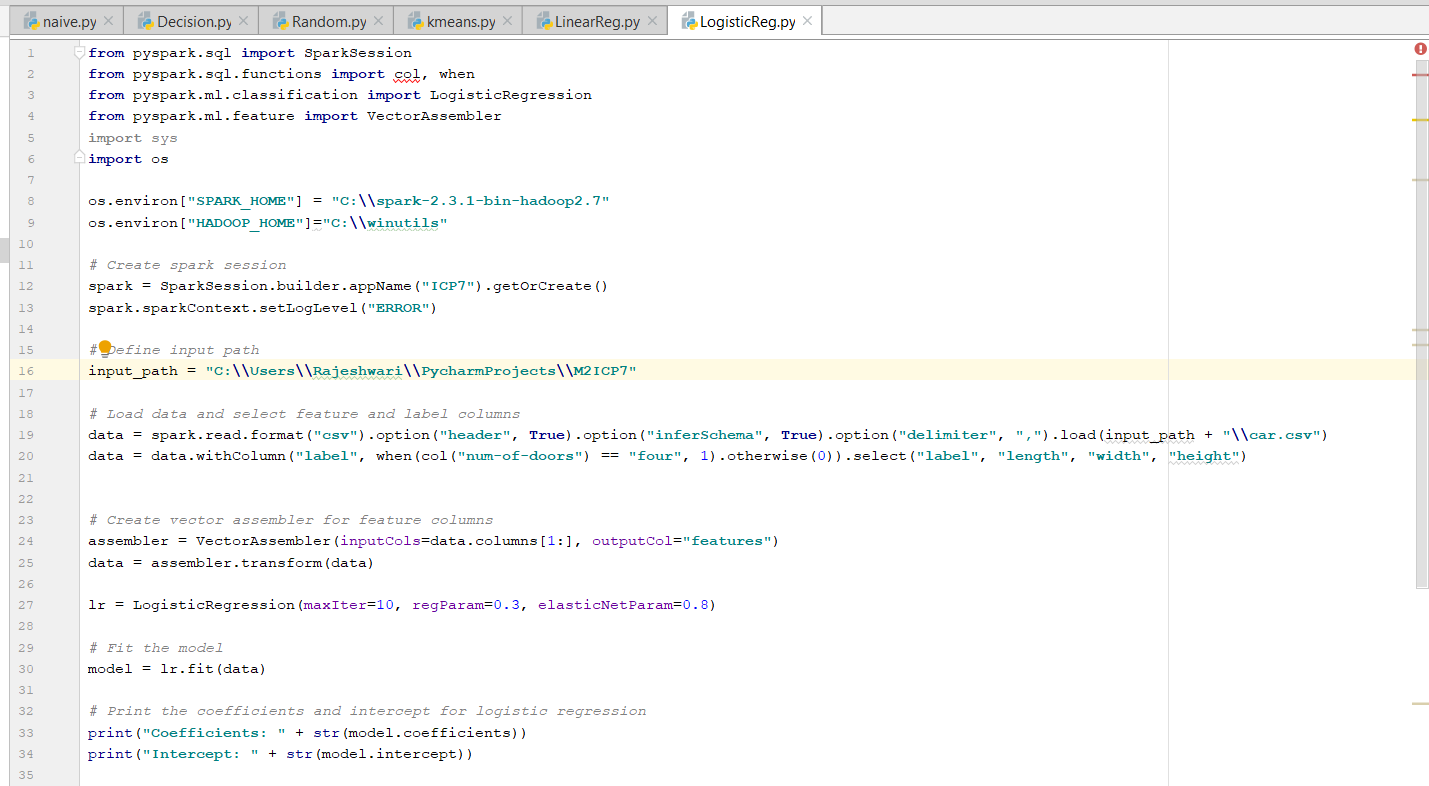 naive.py Decision.py Random.py kmeans.py LinearReg.py LogisticReg.py
1 from pyspark.sql import SparkSession
2 from pyspark.sql.functions import col, when
3 from pyspark.ml.classification import LogisticRegression
4 from pyspark.ml.feature import VectorAssembler
5 import sys
6 import os
7
8 os.environ["SPARK_HOME"] = "C:\\spark-2.3.1-bin-hadoop2.7"
9 os.environ["HADOOP_HOME"]="C:\\winutils"
10
11 # Create spark session
12 spark = SparkSession.builder.appName("ICP7").getOrCreate()
13 spark.sparkContext.setLogLevel("ERROR")
14
15 # Define input path
16 input_path = "C:\\Users\\Rajeshwari\\PycharmProjects\\M2ICP7"
17
18 # Load data and select feature and label columns
19 data = spark.read.format("csv").option("header", True).option("inferSchema", True).option("delimiter", ",").load(input_path + "\\car.csv")
20 data = data.withColumn("label", when(col("num-of-doors") == "four", 1).otherwise(0)).select("label", "length", "width", "height")
21
22
23 # Create vector assembler for feature columns
24 assembler = VectorAssembler(inputCols=data.columns[1:], outputCol="features")
25 data = assembler.transform(data)
26
27 lr = LogisticRegression(maxIter=10, regParam=0.3, elasticNetParam=0.8)
28
29 # Fit the model
30 model = lr.fit(data)
31
32 # Print the coefficients and intercept for logistic regression
33 print("Coefficients: " + str(model.coefficients))
34 print("Intercept: " + str(model.intercept))
35